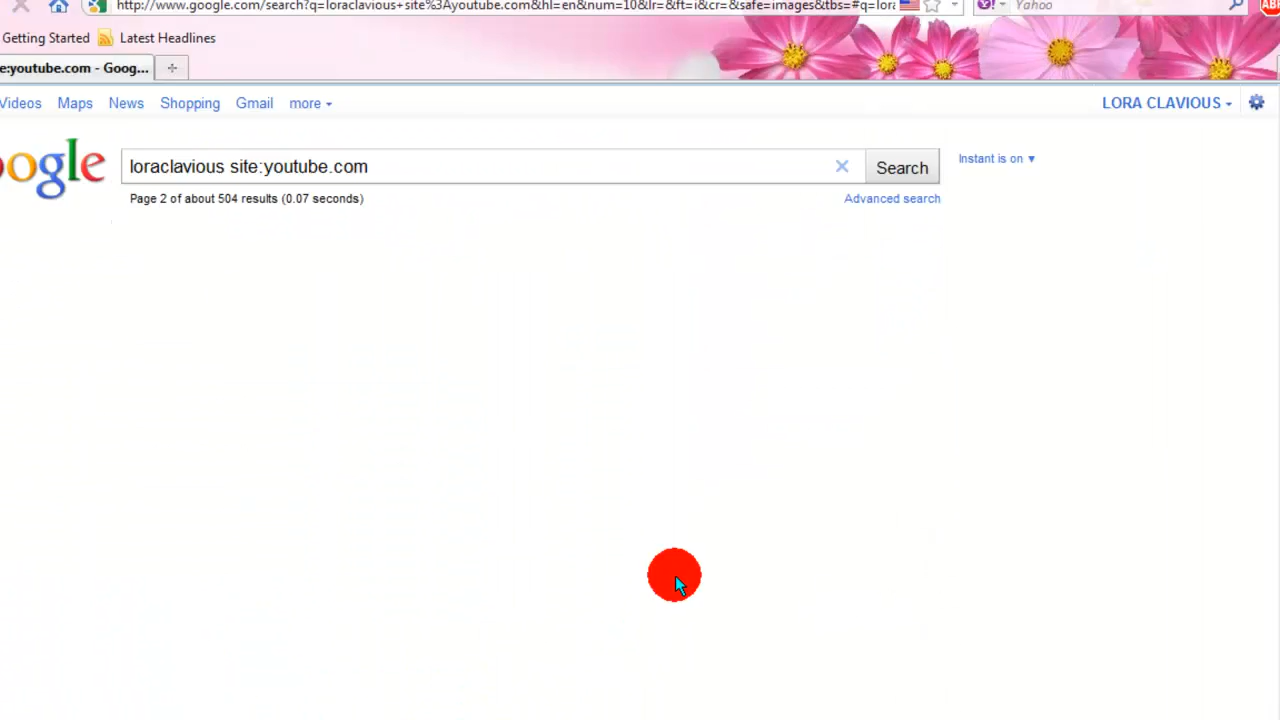 http://www.google.com/search?q=loraclavious+site%3Ayoutube.com&hl=en&num=10&lr=&ft=i&cr=&safe=images&tbs=#q=lora
Yahoo
ABP
Getting Started
Latest Headlines
e:youtube.com - Goog...
Videos
Maps
News
Shopping
Gmail
more
LORA CLAVIOUS
oogle
loraclavious site:youtube.com
Search
Instant is on
Page 2 of about 504 results (0.07 seconds)
Advanced search